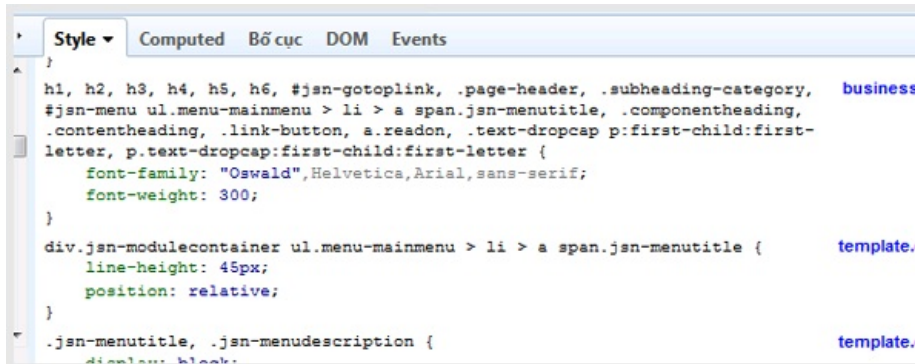 Style ▾ Computed Bố cục DOM Events
}
h1, h2, h3, h4, h5, h6, #jsn-gotoplink, .page-header, .subheading-category, business
#jsn-menu ul.menu-mainmenu > li > a span.jsn-menutitle, .componentheading,
.contentheading, .link-button, a.readon, .text-dropcap p:first-child:first-
letter, p.text-dropcap:first-child:first-letter {
font-family: "Oswald",Helvetica,Arial,sans-serif;
font-weight: 300;
}
div.jsn-modulecontainer ul.menu-mainmenu > li > a span.jsn-menutitle { template.
line-height: 45px;
position: relative;
}
.jsn-menutitle, .jsn-menudescription { template.
display: block;